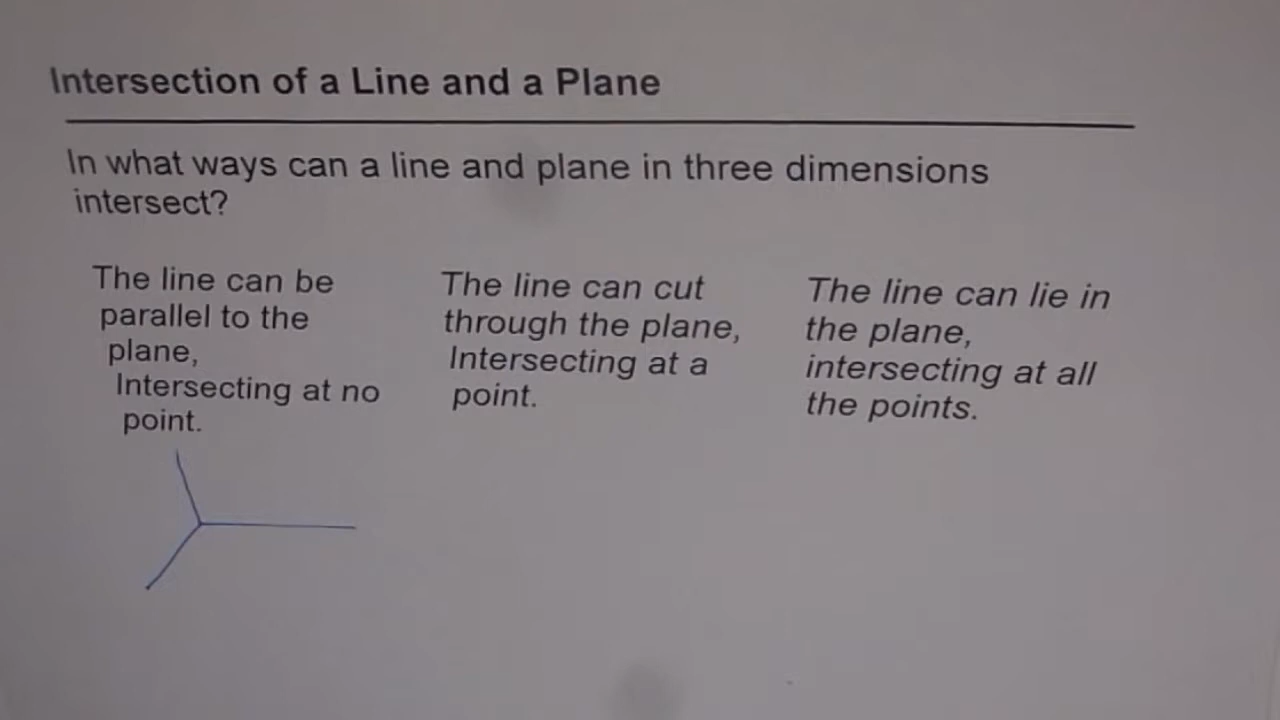 Intersection of a Line and a Plane
In what ways can a line and plane in three dimensions
intersect?
The line can be
parallel to the
plane,
Intersecting at no
point.
The line can cut
through the plane,
Intersecting at a
point.
The line can lie in
the plane,
intersecting at all
the points.